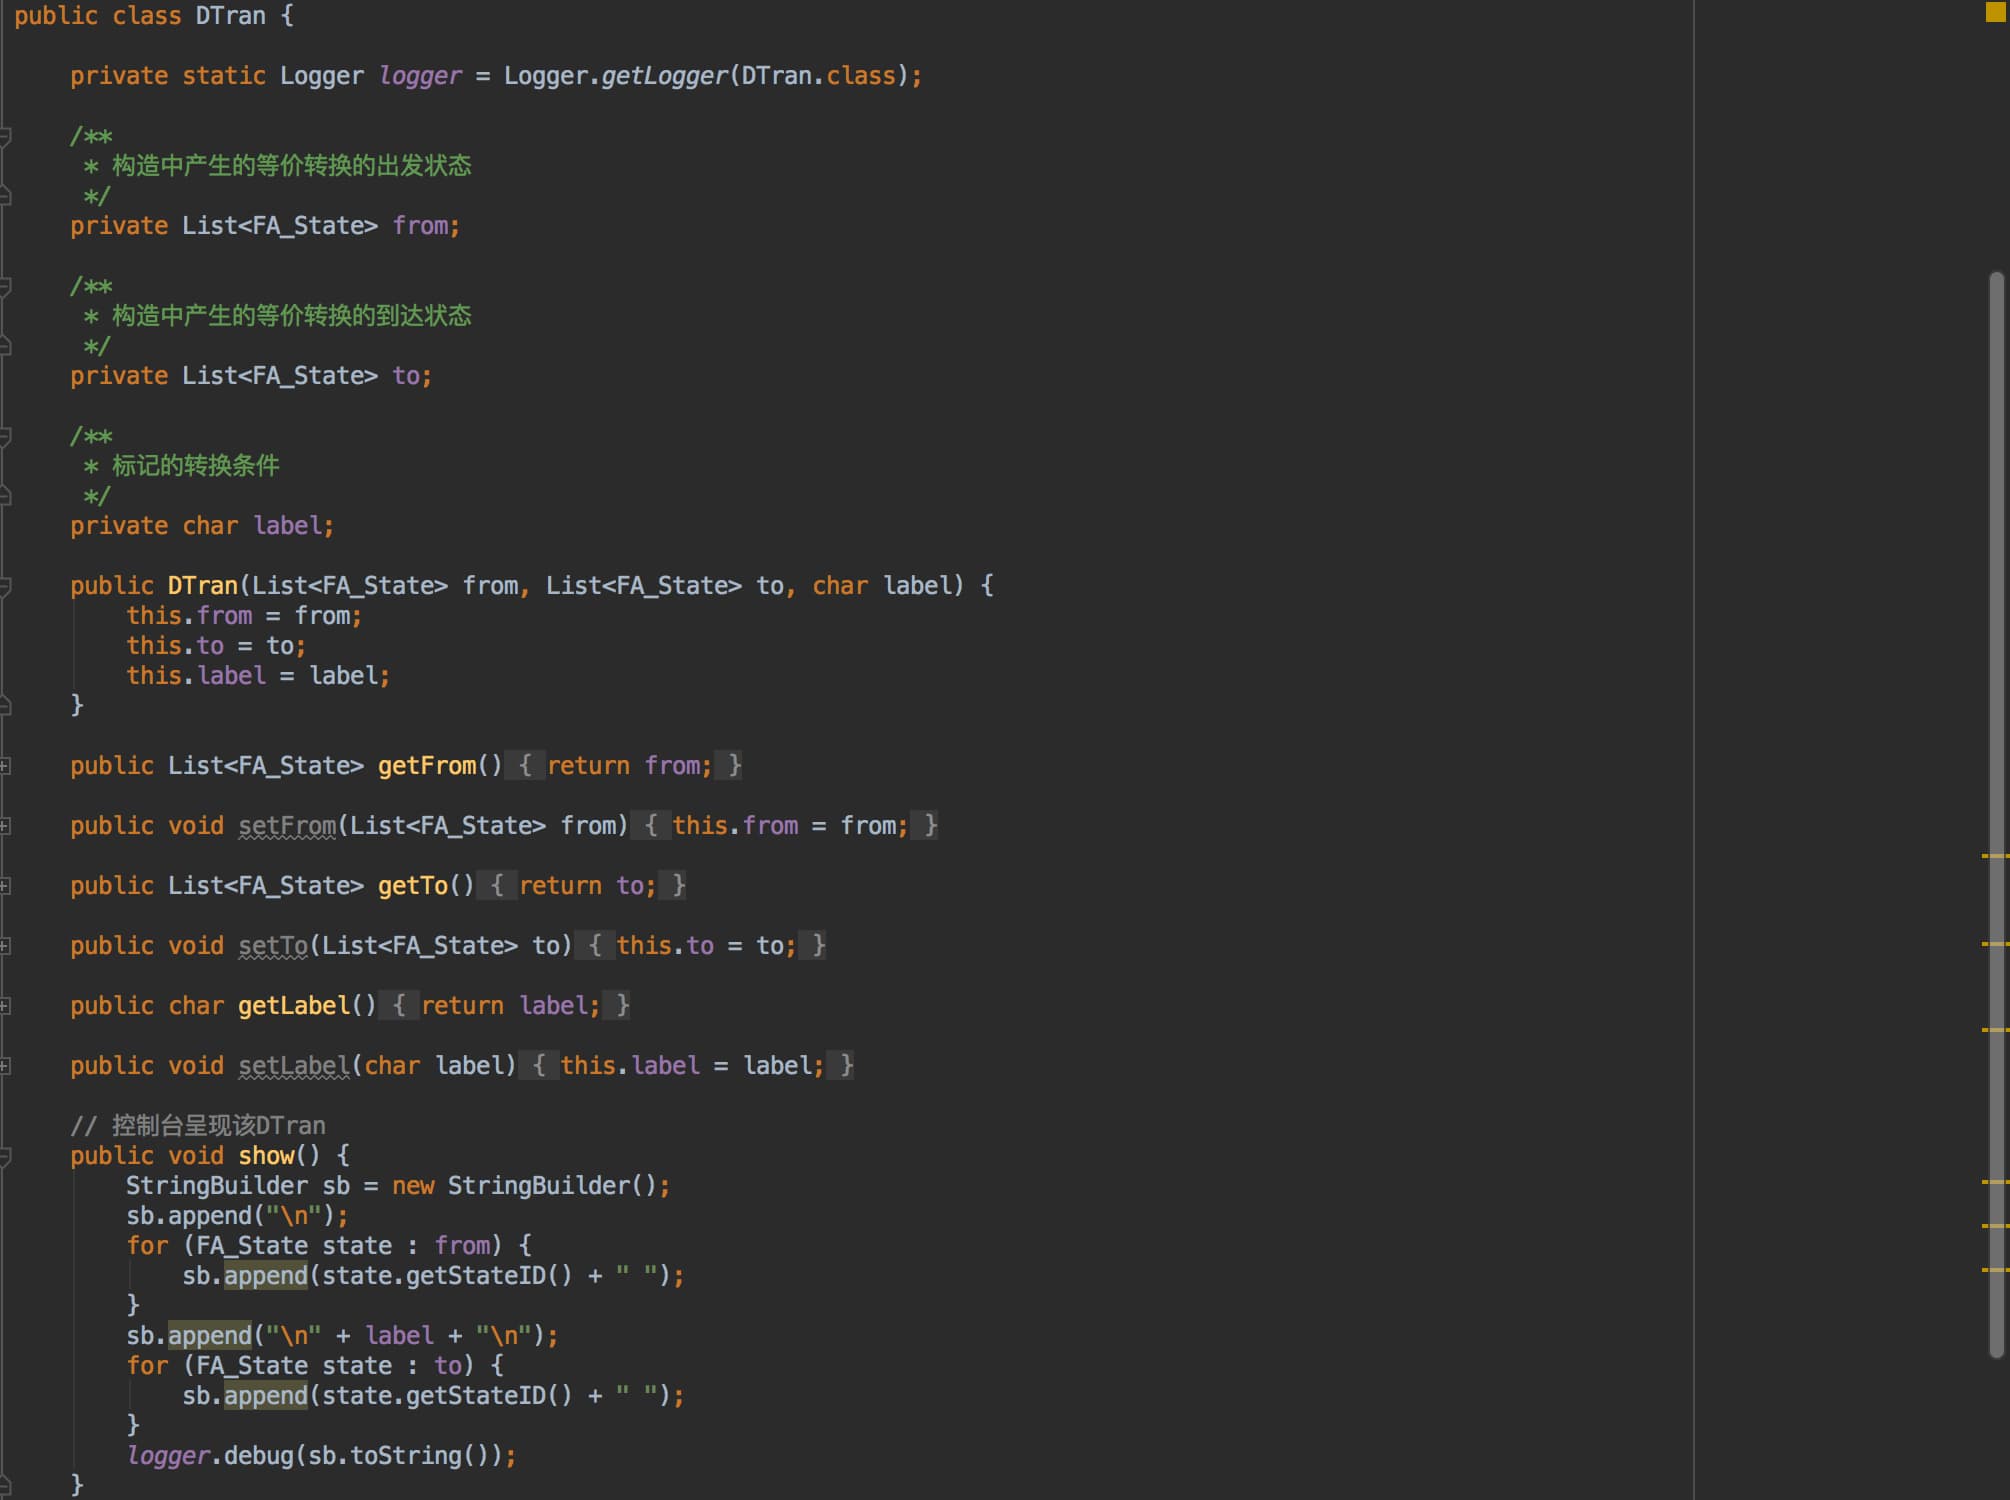 public class DTran {
private static Logger logger = Logger.getLogger(DTran.class);
/**
* 构造中产生的等价转换的出发状态
*/
private List<FA_State> from;
/**
* 构造中产生的等价转换的到达状态
*/
private List<FA_State> to;
/**
* 标记的转换条件
*/
private char label;
public DTran(List<FA_State> from, List<FA_State> to, char label) {
this.from = from;
this.to = to;
this.label = label;
}
public List<FA_State> getFrom() { return from; }
public void setFrom(List<FA_State> from) { this.from = from; }
public List<FA_State> getTo() { return to; }
public void setTo(List<FA_State> to) { this.to = to; }
public char getLabel() { return label; }
public void setLabel(char label) { this.label = label; }
// 控制台呈现该DTran
public void show() {
StringBuilder sb = new StringBuilder();
sb.append("\n");
for (FA_State state : from) {
sb.append(state.getStateID() + " ");
}
sb.append("\n" + label + "\n");
for (FA_State state : to) {
sb.append(state.getStateID() + " ");
}
logger.debug(sb.toString());
}